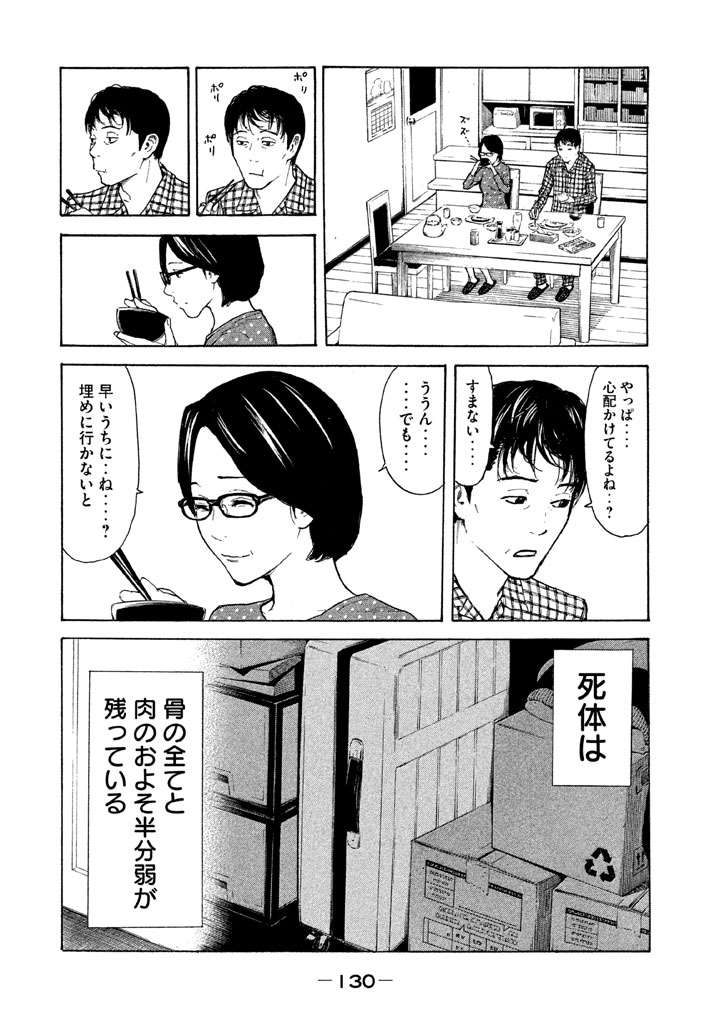 ズズ‥
ポリ
ポリ
ポリ
やっぱ‥‥
心配かけてるよね‥？
すまない‥‥
ううん‥‥
‥‥でも‥‥
早いうちに‥ね‥‥？
埋めに行かないと
死体は
骨の全てと
肉のおよそ半分弱が
残っている
－130－